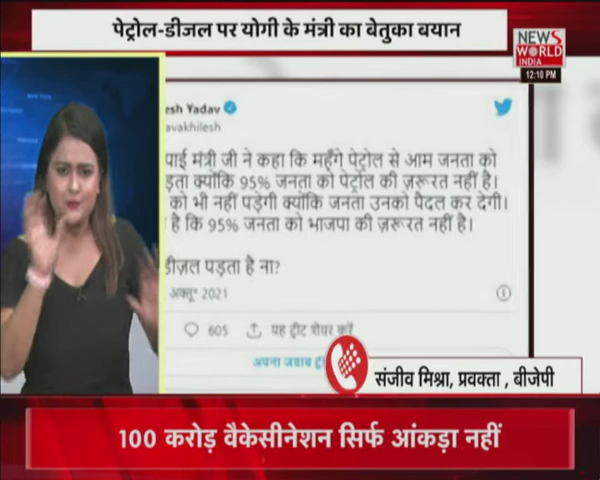 पेट्रोल-डीजल पर योगी के मंत्री का बेतुका बयान
NEWS
WORLD
INDIA
12:10 PM
esh Yadav
avakhilesh
पाई मंत्री जी ने कहा कि महँगे पेट्रोल से आम जनता को
ड़ता क्योंकि 95% जनता को पेट्रोल की ज़रूरत नहीं है।
को भी नहीं पड़ेगी क्योंकि जनता उनको पैदल कर देगी।
है कि 95% जनता को भाजपा की ज़रूरत नहीं है।
डीज़ल पड़ता है ना?
अक्तू॰ 2021
605 यह ट्वीट शेयर करें
अपना जवाब ट्वी
संजीव मिश्रा, प्रवक्ता , बीजेपी
100 करोड़ वैकेसीनेशन सिर्फ आंकड़ा नहीं